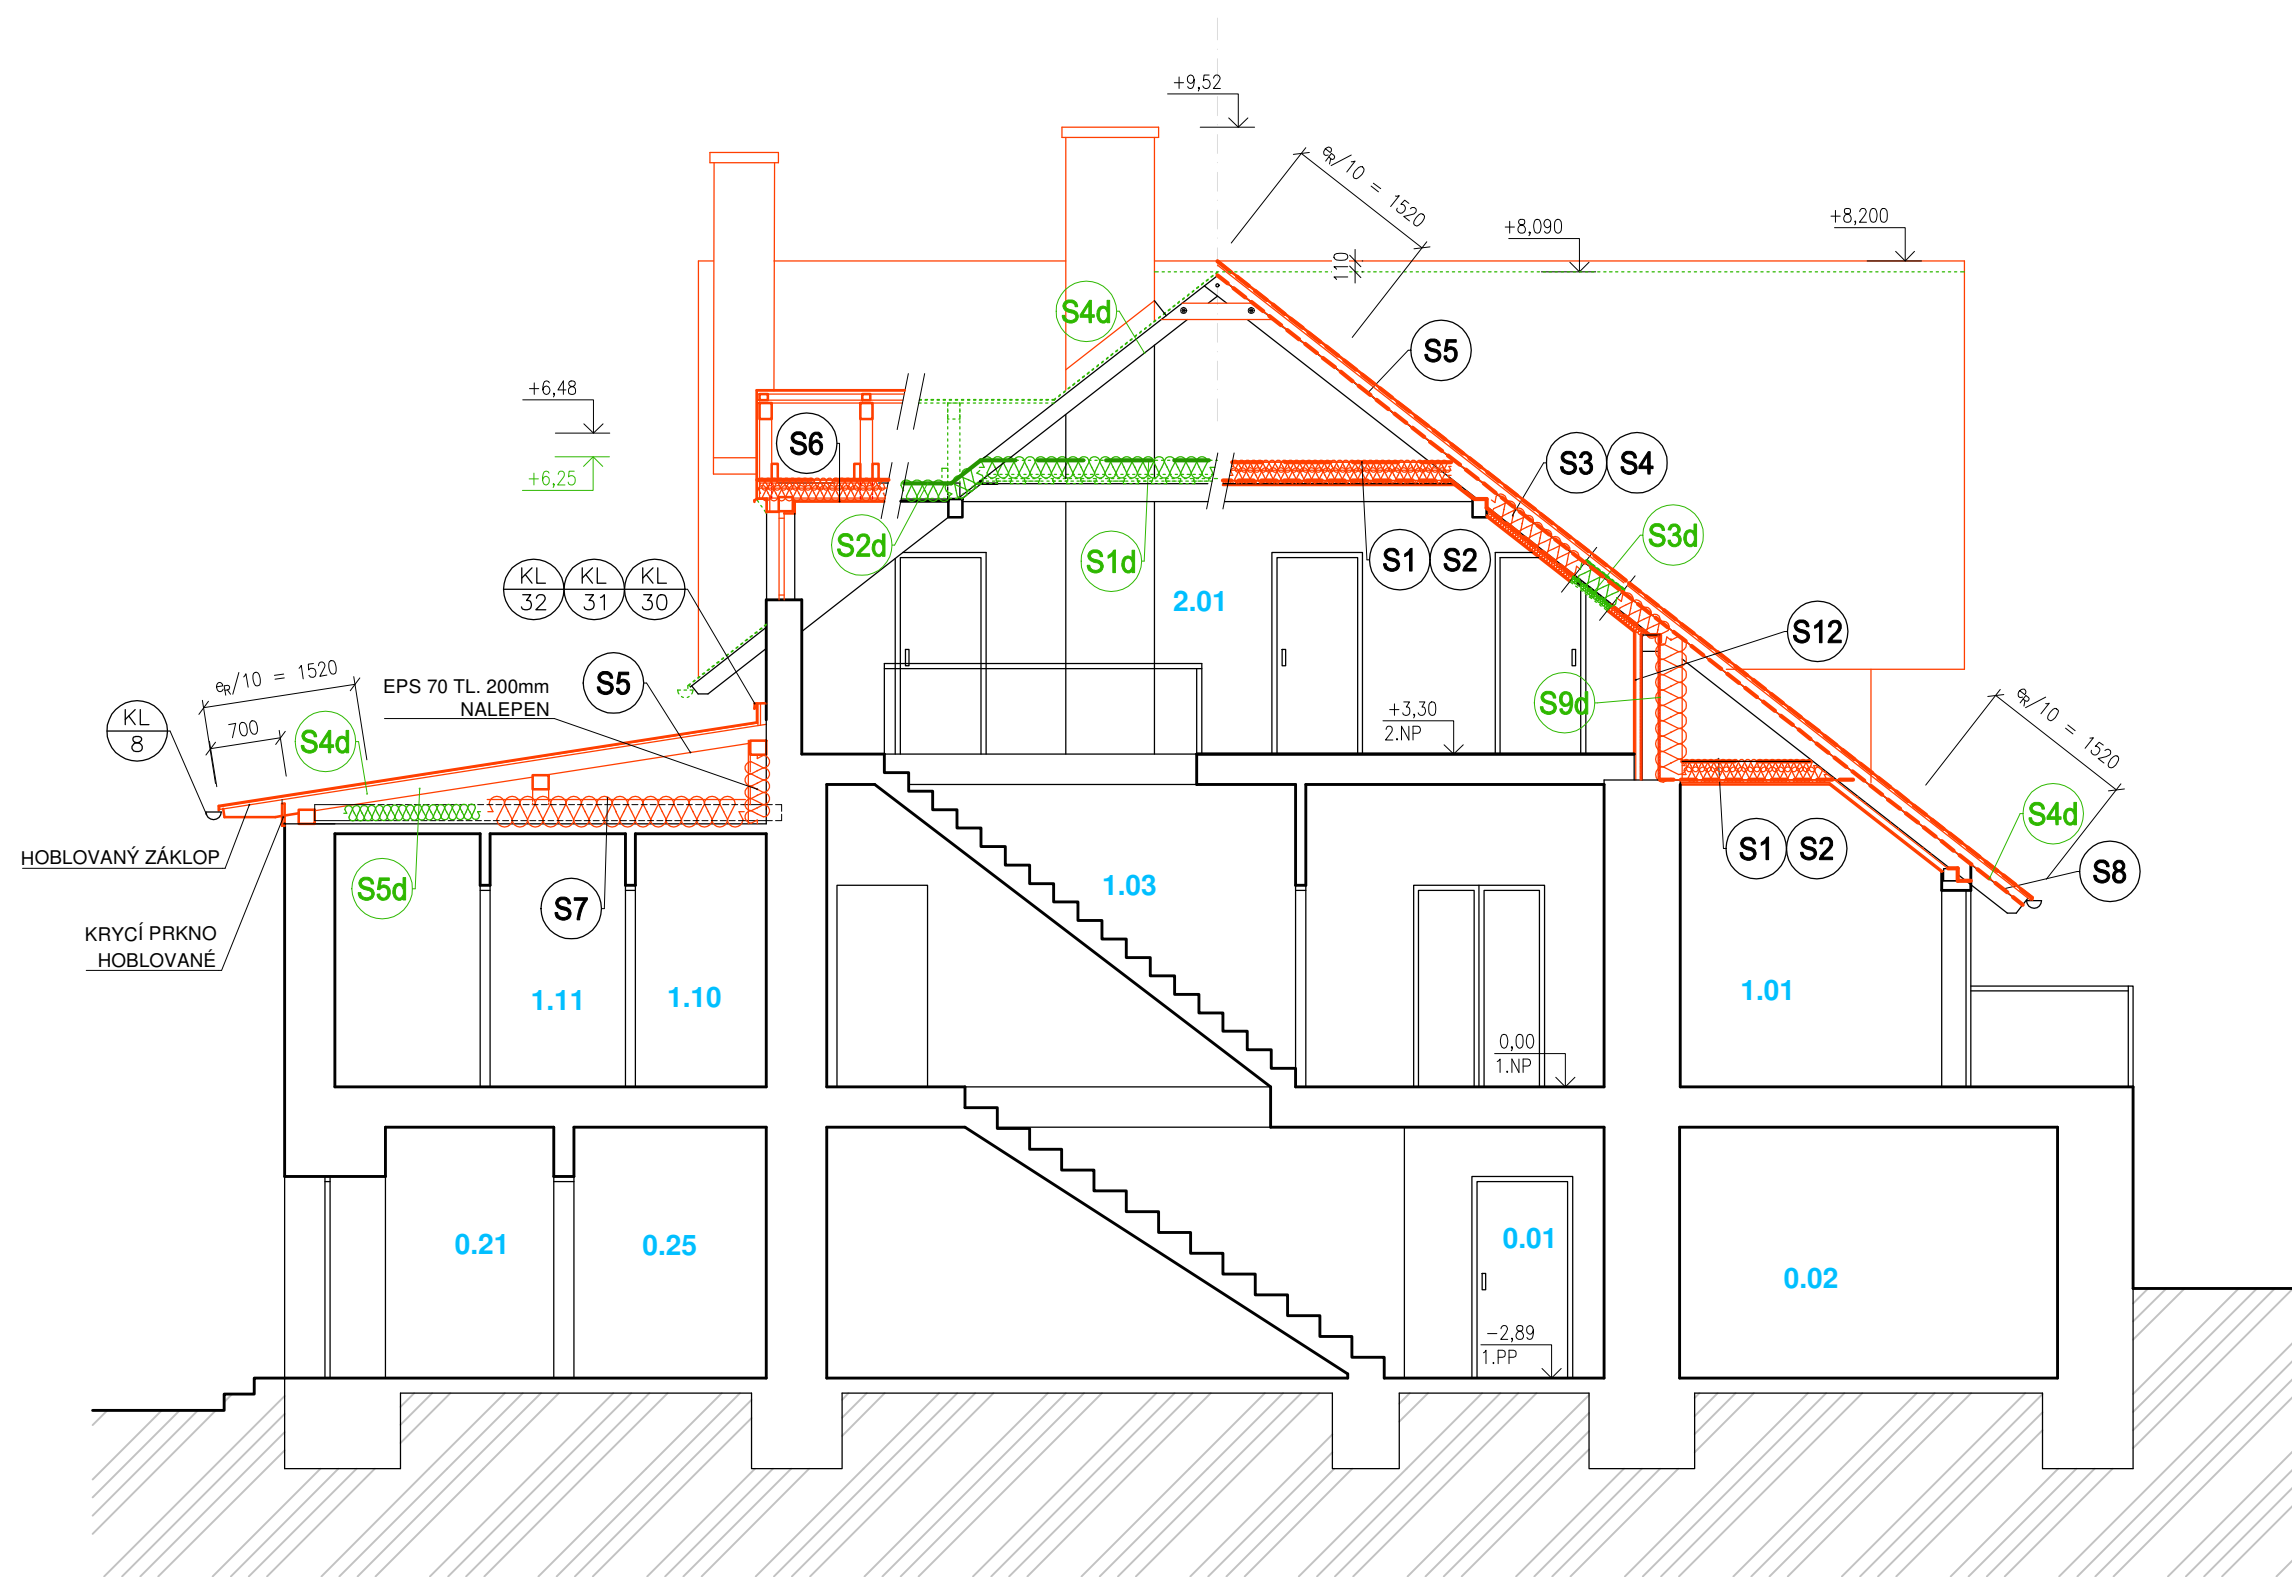 +9,52
eR/10 = 1520
+8,200
+8,090
110
S4d
S5
+6,48
S6
S3 S4
+6,25
S3d
S2d
S1d
S1 S2
KL
32
KL
31
KL
30
2.01
S12
eR/10 = 1520
S5
EPS 70 TL. 200mm
NALEPEN
S9d
+3,30
2.NP
eR/10 = 1520
KL
8
700
S4d
S4d
HOBLOVANÝ ZÁKLOP
S1 S2
S8
S5d
1.03
S7
KRYCÍ PRKNO
HOBLOVANÉ
1.11
1.10
1.01
0,00
1.NP
0.21
0.25
0.01
0.02
−2,89
1.PP